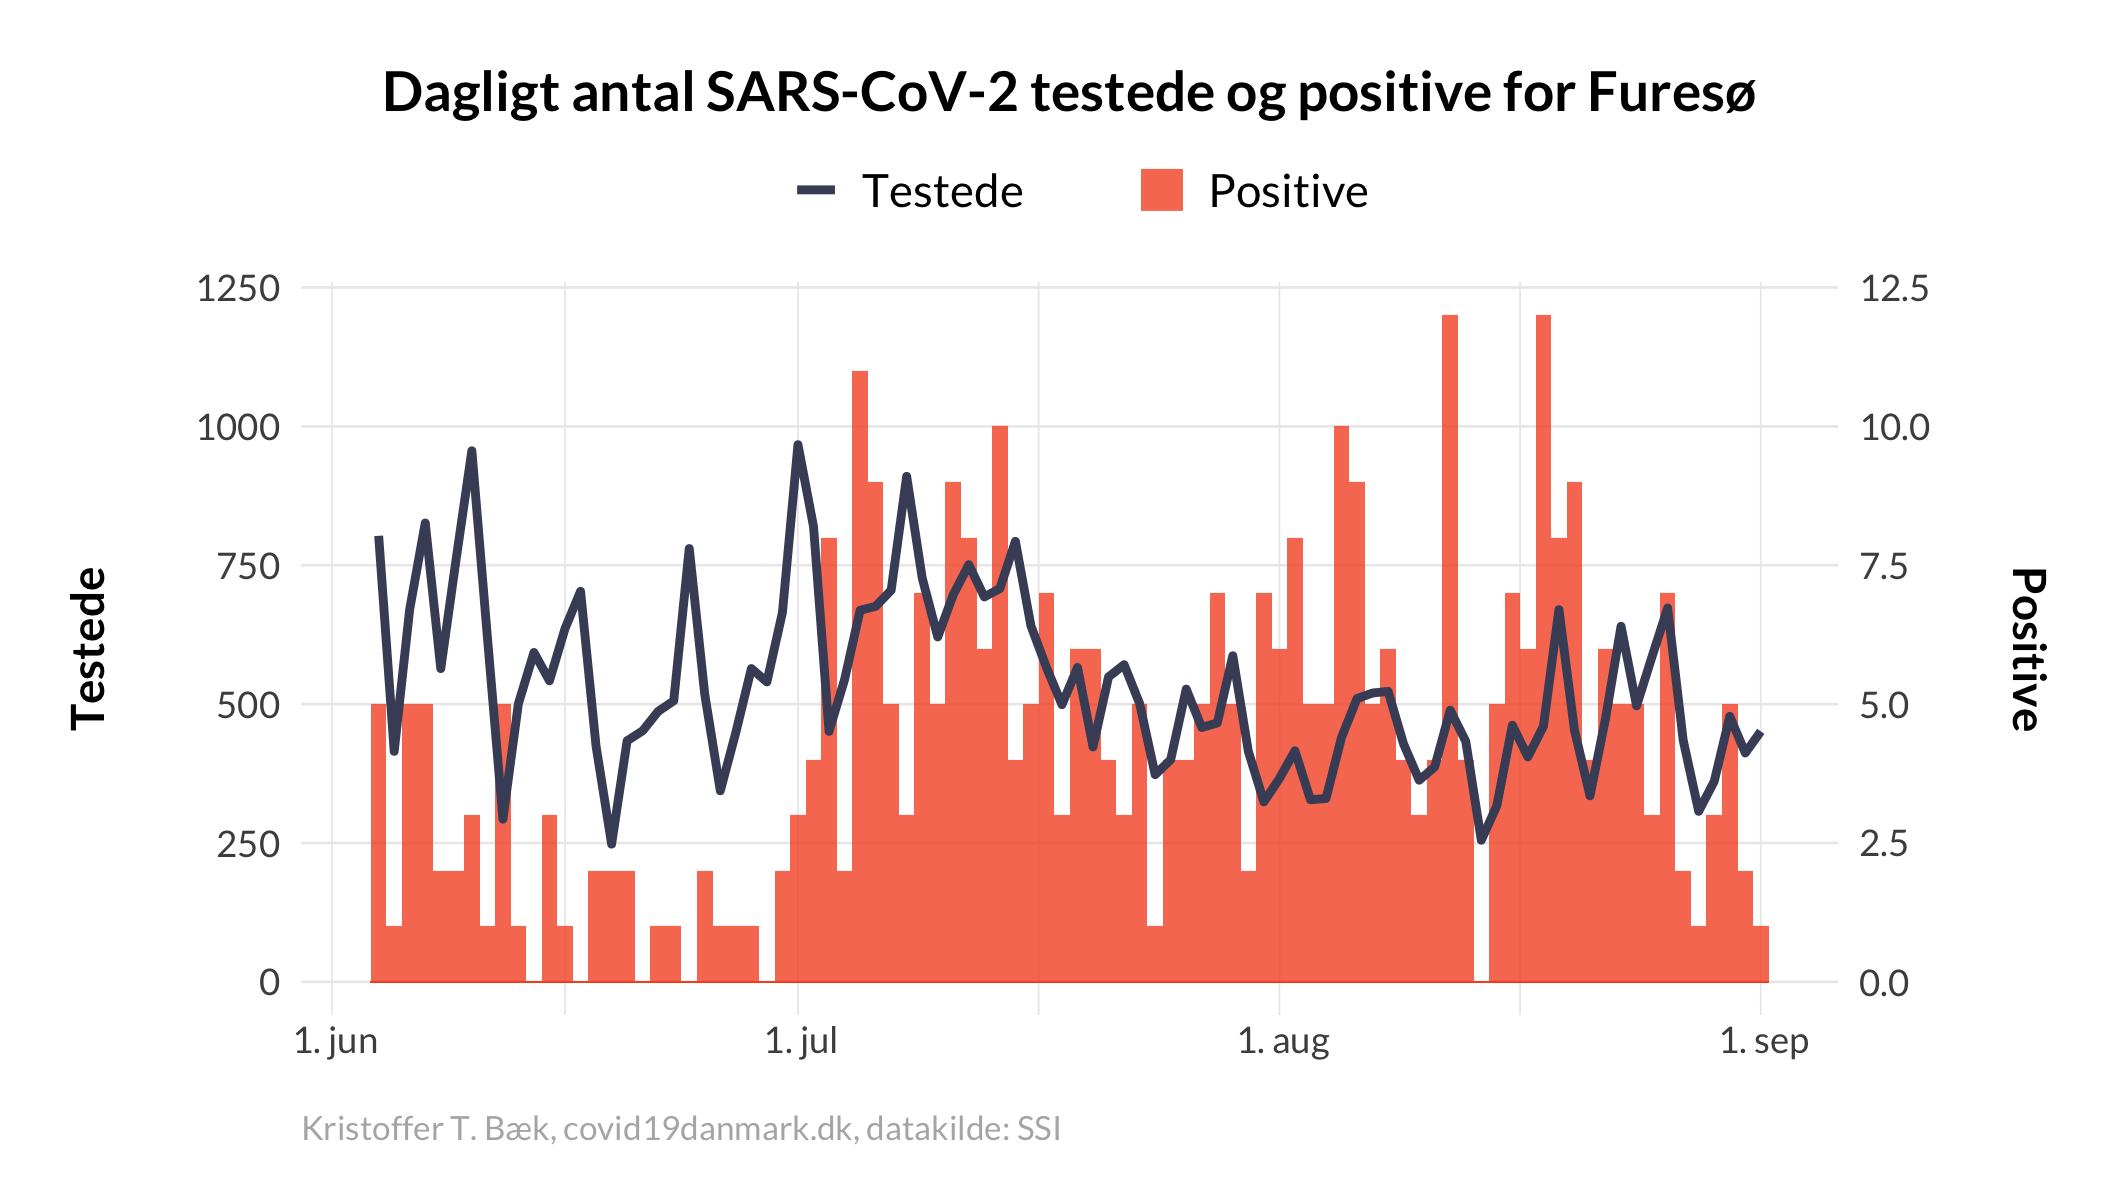 Dagligt antal SARS-CoV-2 testede og positive for Furesø
Testede Positive
1250 12.5
1000 10.0
750 7.5
500 5.0
250 2.5
0 0.0
Testede
Positive
1. jun 1. jul 1. aug 1. sep
Kristoffer T. Bæk, covid19danmark.dk, datakilde: SSI